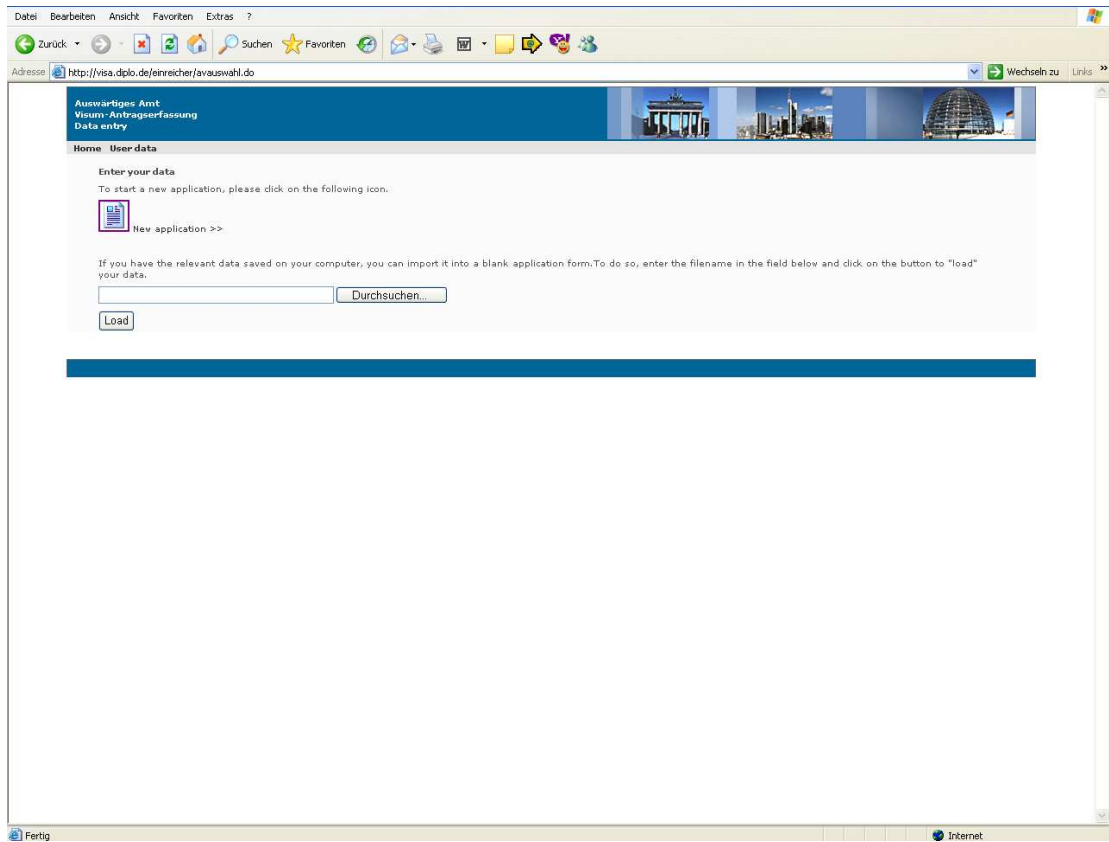 Datei Bearbeiten Ansicht Favoriten Extras ?
Zurück Suchen Favoriten
Adresse http://visa.diplo.de/einreicher/avauswahl.do Wechseln zu Links »
Auswärtiges Amt
Visum-Antragserfassung
Data entry
Home User data
Enter your data
To start a new application, please click on the following icon.
New application >>
If you have the relevant data saved on your computer, you can import it into a blank application form.To do so, enter the filename in the field below and click on the button to "load"
your data.
Durchsuchen...
Load
Fertig Internet